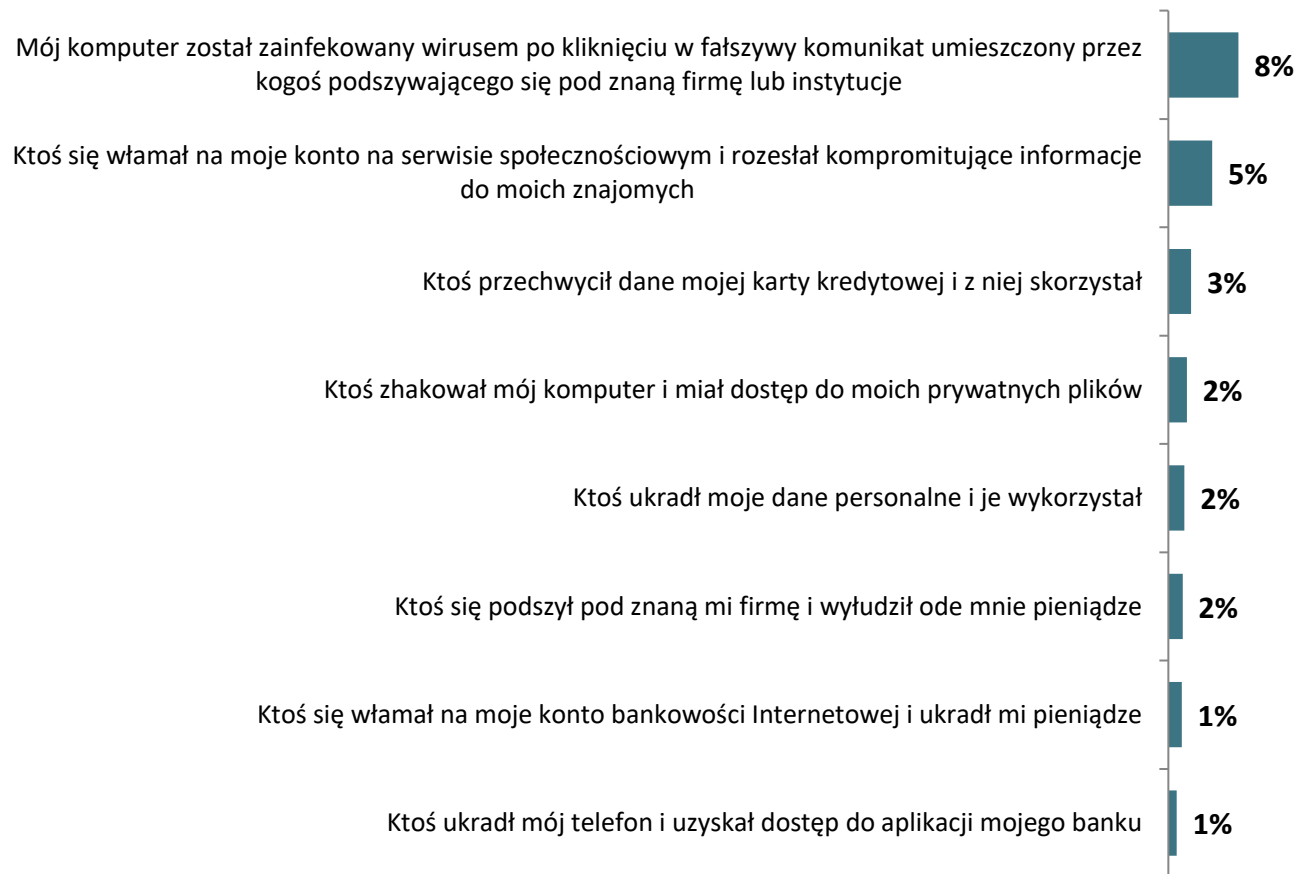 Mój komputer został zainfekowany wirusem po kliknięciu w fałszywy komunikat umieszczony przez
kogoś podszywającego się pod znaną firmę lub instytucje
8%
Ktoś się włamał na moje konto na serwisie społecznościowym i rozesłał kompromitujące informacje
do moich znajomych
5%
Ktoś przechwycił dane mojej karty kredytowej i z niej skorzystał
3%
Ktoś zhakował mój komputer i miał dostęp do moich prywatnych plików
2%
Ktoś ukradł moje dane personalne i je wykorzystał
2%
Ktoś się podszył pod znaną mi firmę i wyłudził ode mnie pieniądze
2%
Ktoś się włamał na moje konto bankowości Internetowej i ukradł mi pieniądze
1%
Ktoś ukradł mój telefon i uzyskał dostęp do aplikacji mojego banku
1%